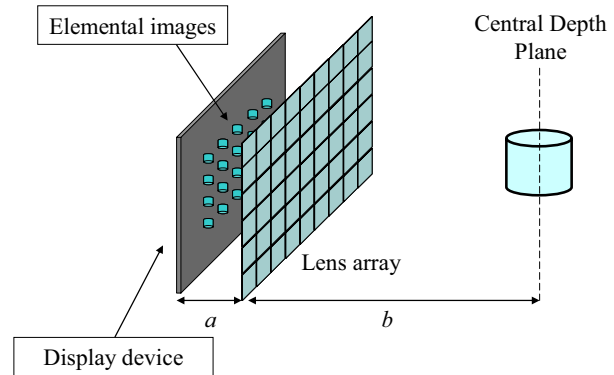 Elemental images
Central Depth
Plane
Lens array
a
b
Display device